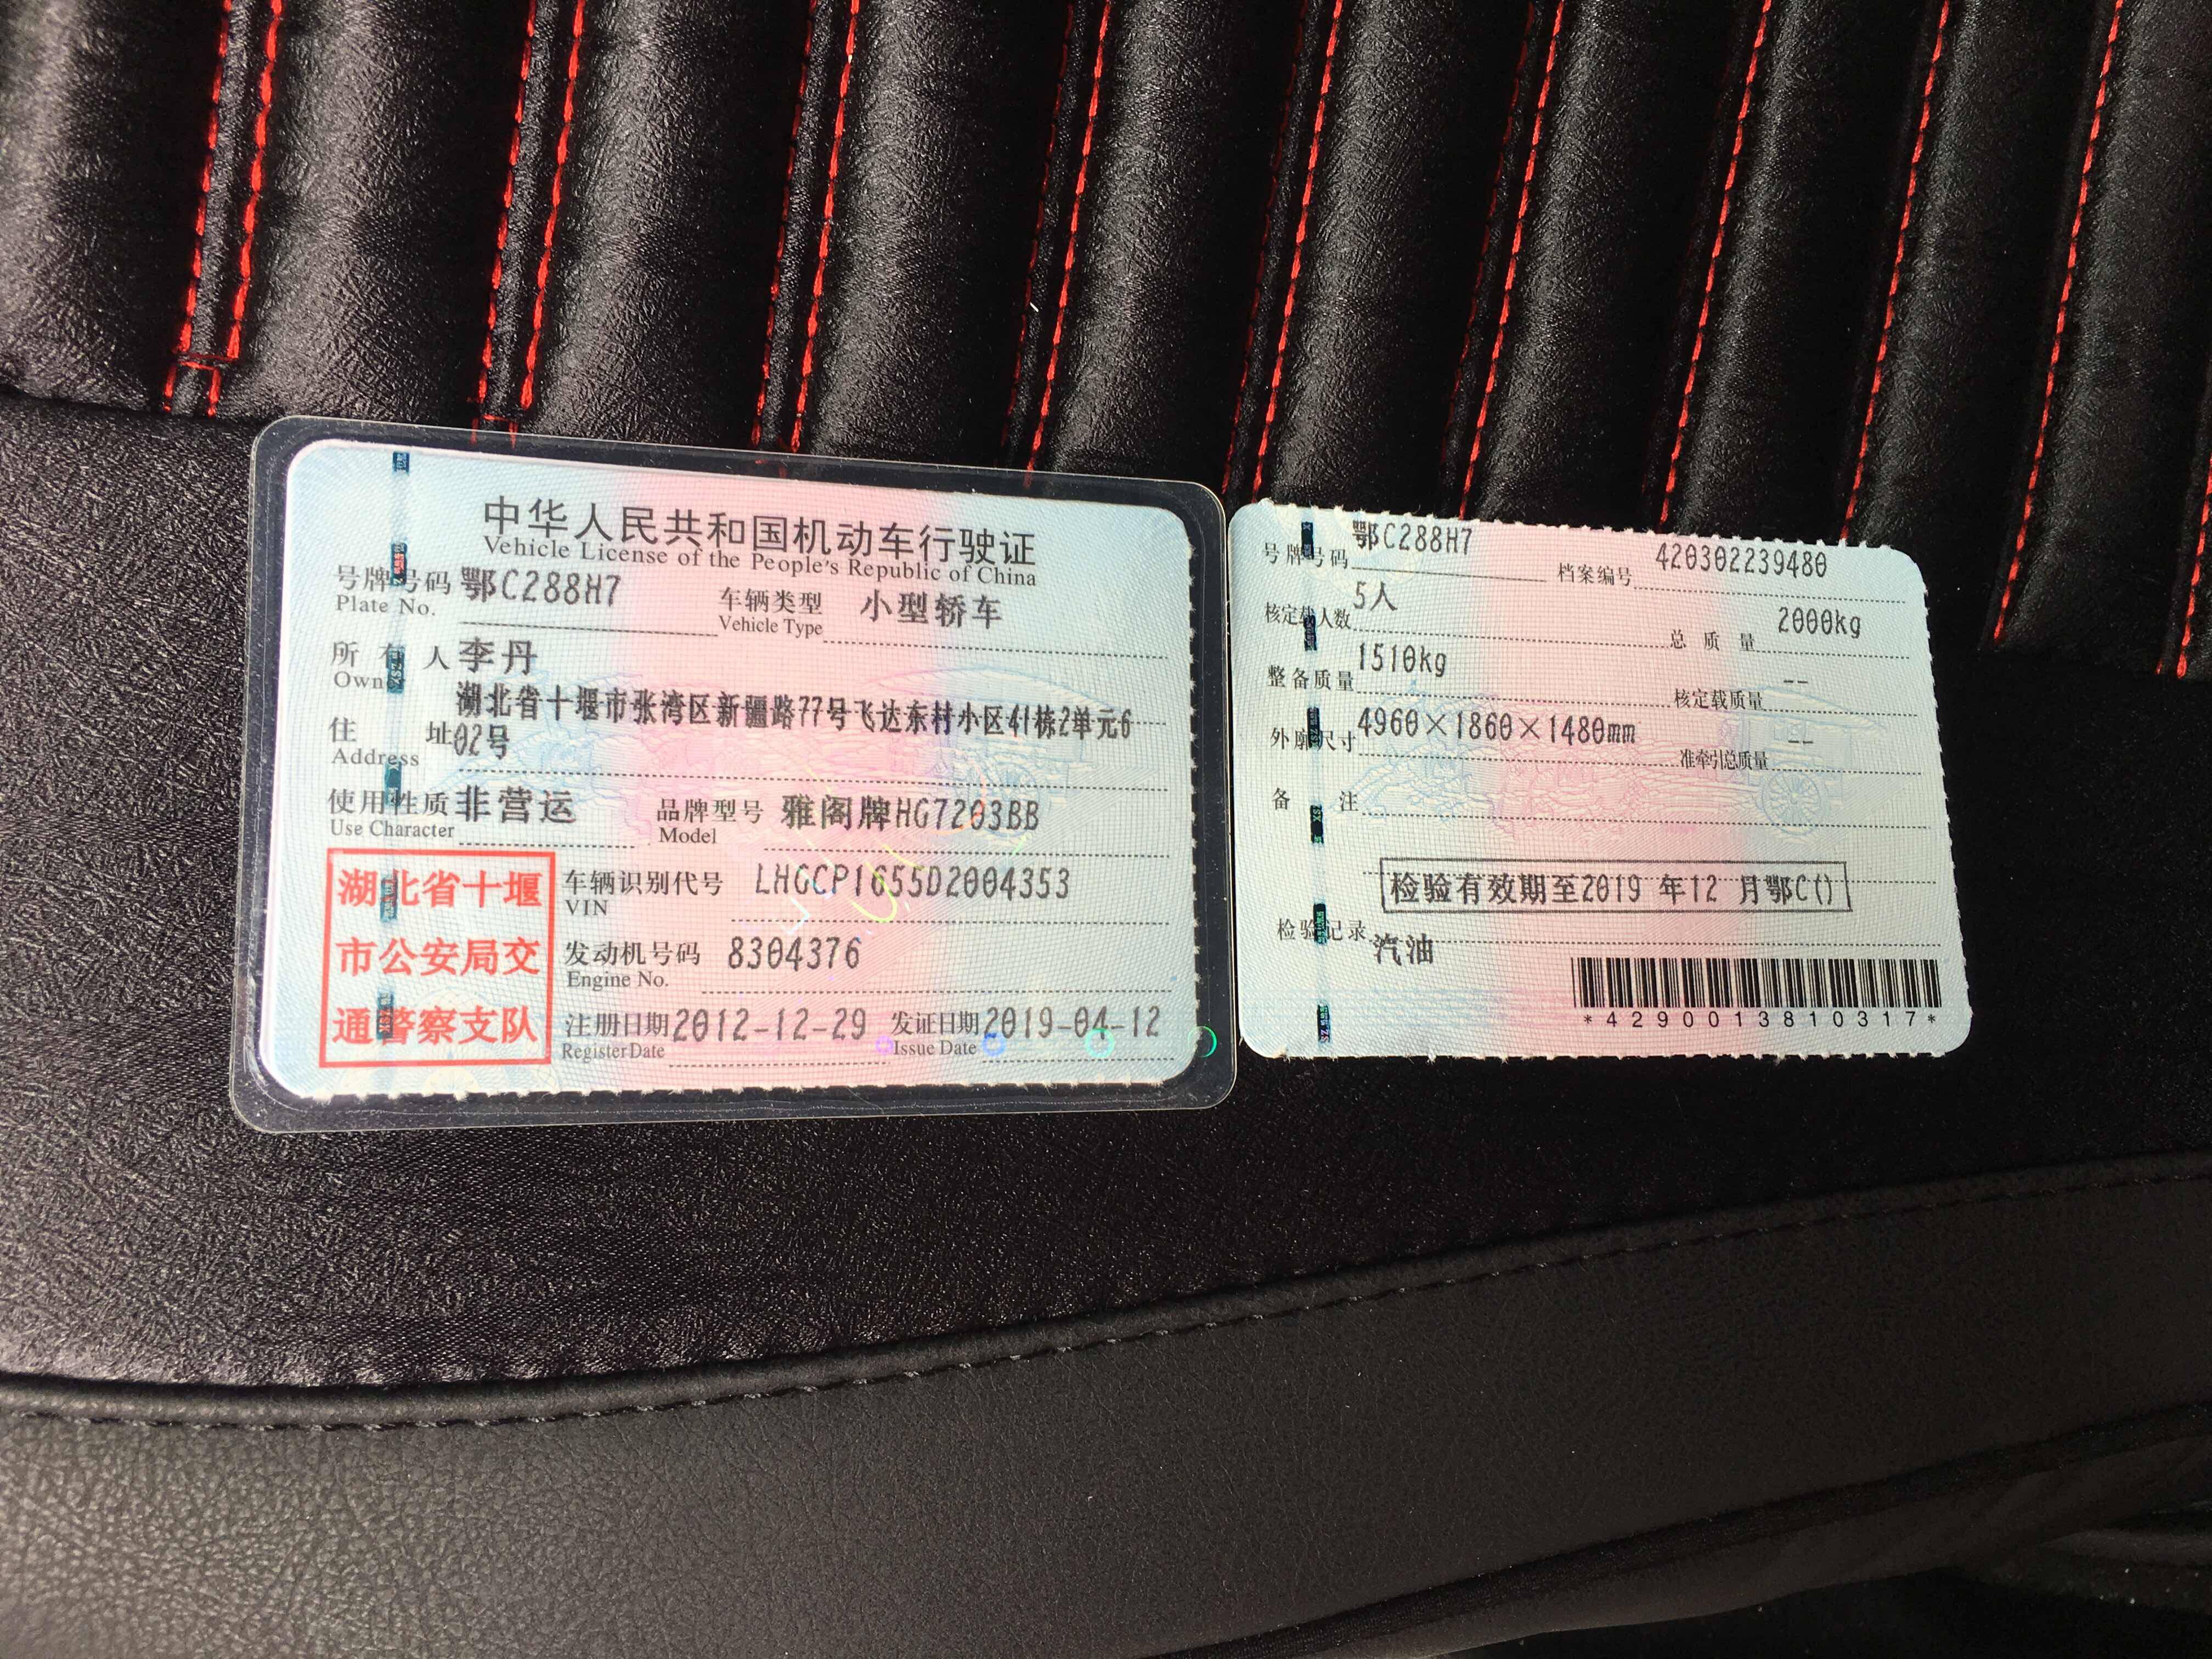 中华人民共和国机动车行驶证
Vehicle License of the People's Republic of China
号牌号码 鄂C288H7 车辆类型 小型轿车
Plate No. Vehicle Type
所有人 李丹
Owner
住址 湖北省十堰市张湾区新疆路77号飞达东村小区41栋2单元6
02号
Address
使用性质 非营运 品牌型号 雅阁牌HG7203BB
Use Character Model
湖北省十堰
市公安局交
通警察支队
车辆识别代号 LHGCP1655D2004353
VIN
发动机号码 8304376
Engine No.
注册日期 2012-12-29 发证日期 2019-04-12
Register Date Issue Date
号牌号码 鄂C288H7 档案编号 420302239480
核定载人数 5人 总质量 2000kg
整备质量 1510kg 核定载质量 --
外廓尺寸 4960×1860×1480mm 准牵引总质量 --
备注
检验有效期至2019年12月鄂C()
检验记录 汽油
*4290013810317*